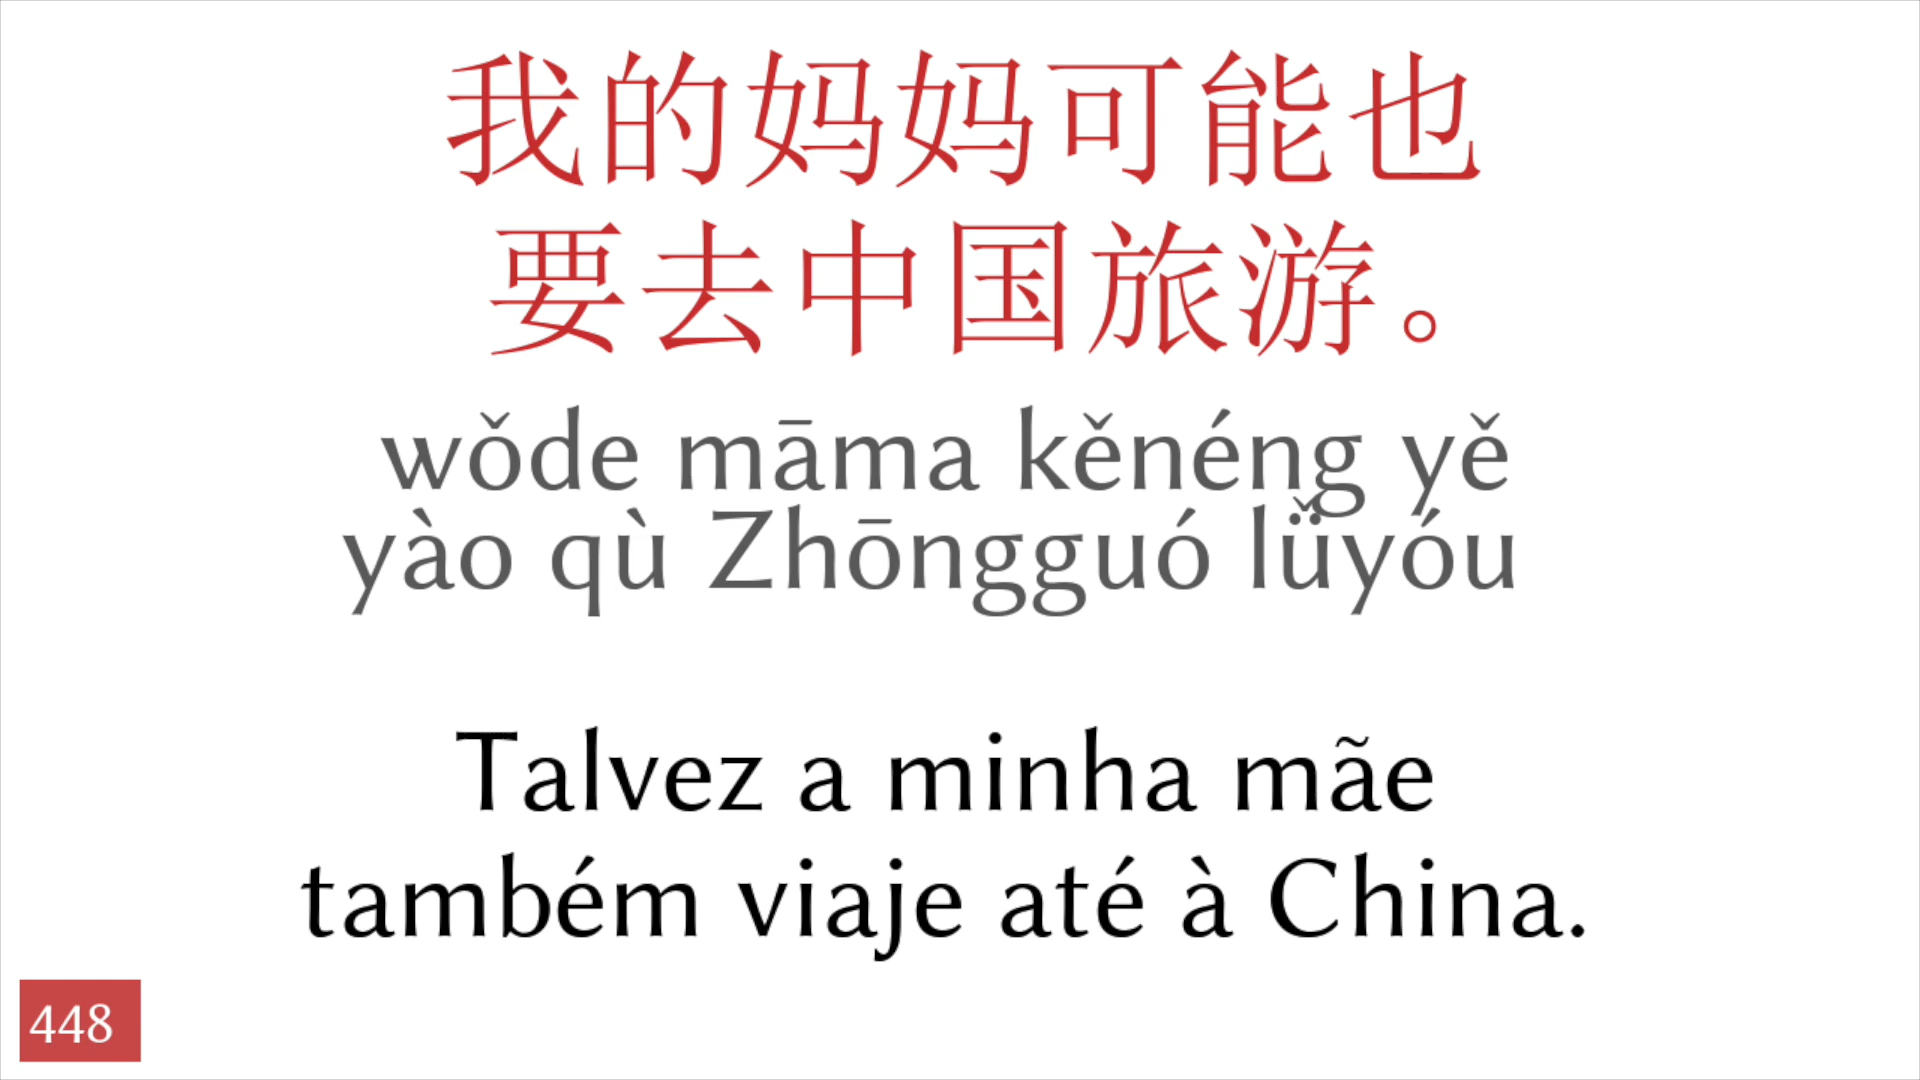 我的妈妈可能也
要去中国旅游。
wǒde māma kěnéng yě
yào qù Zhōngguó lǚyóu
Talvez a minha mãe
também viaje até à China.
448